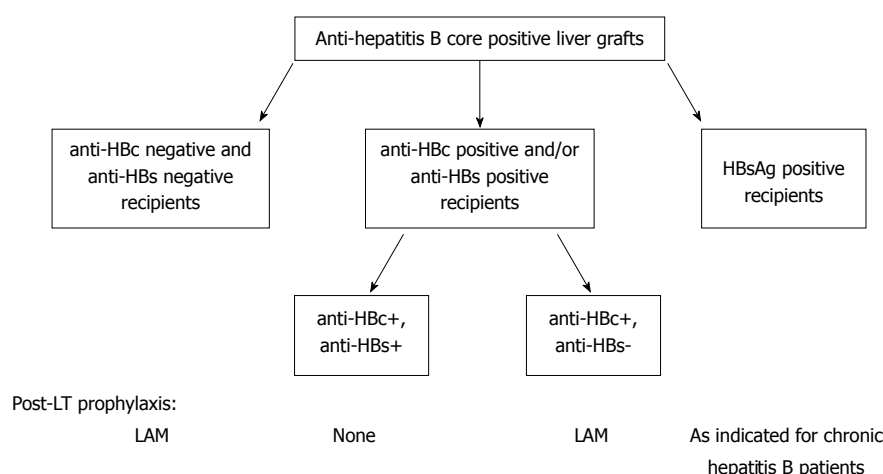 Anti-hepatitis B core positive liver grafts
anti-HBc negative and
anti-HBs negative
recipients
anti-HBc positive and/or
anti-HBs positive
recipients
HBsAg positive
recipients
anti-HBc+,
anti-HBs+
anti-HBc+,
anti-HBs-
Post-LT prophylaxis:
LAM
None
LAM
As indicated for chronic
hepatitis B patients